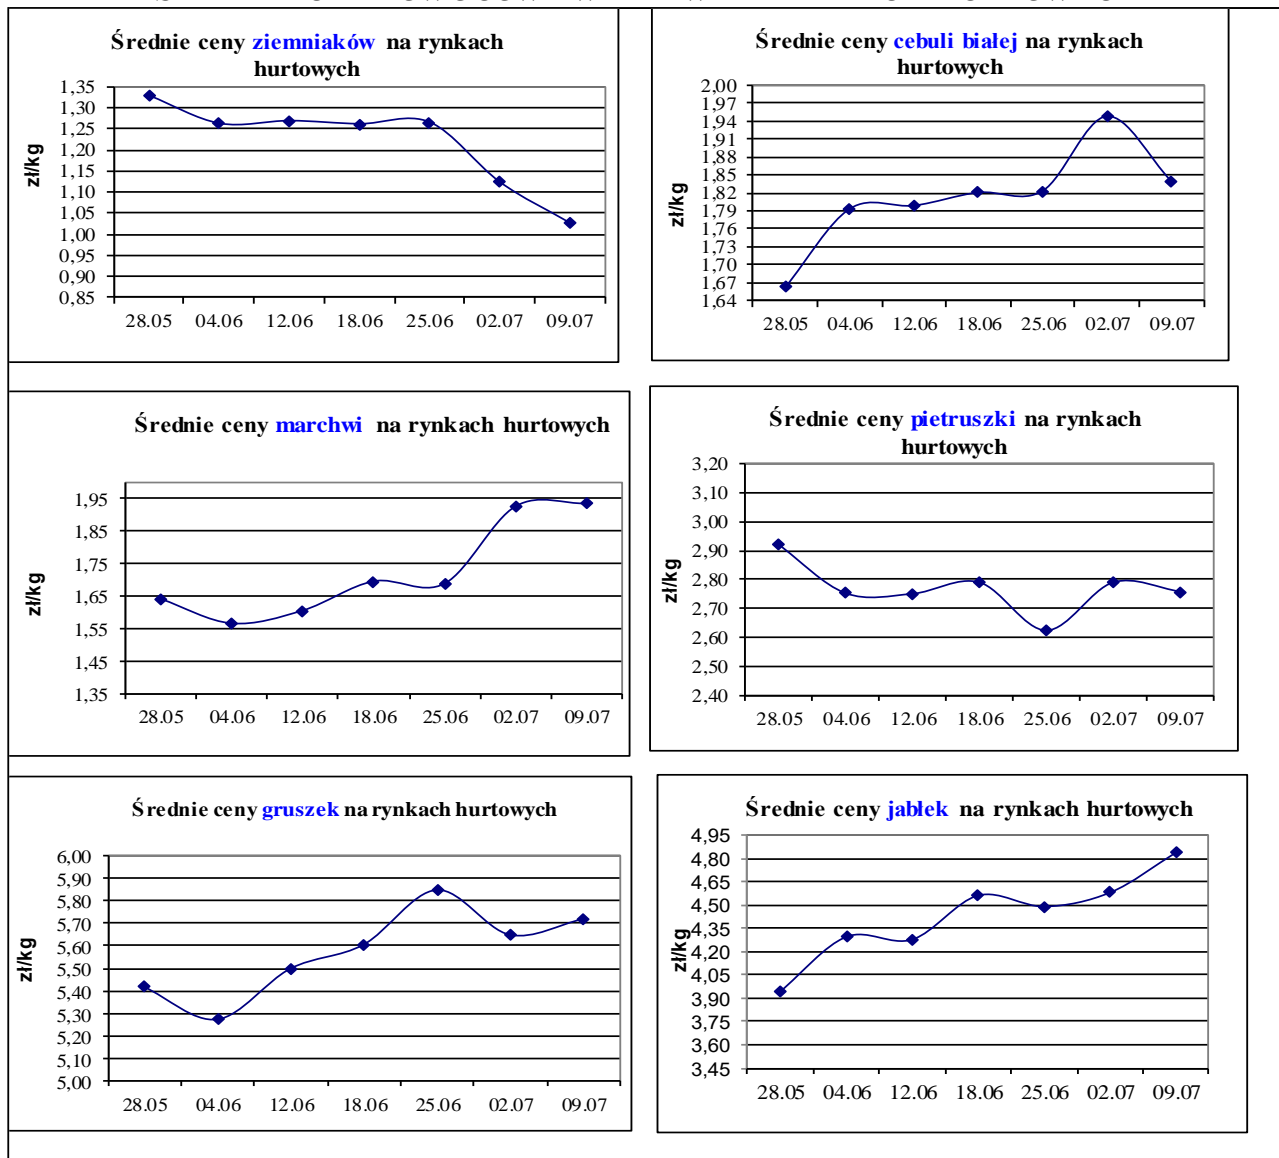 Średnie ceny ziemniaków na rynkach
hurtowych
zł/kg
1,35
1,30
1,25
1,20
1,15
1,10
1,05
1,00
0,95
0,90
0,85
28.05 04.06 12.06 18.06 25.06 02.07 09.07
Średnie ceny cebuli białej na rynkach
hurtowych
zł/kg
2,00
1,97
1,94
1,91
1,88
1,85
1,82
1,79
1,76
1,73
1,70
1,67
1,64
28.05 04.06 12.06 18.06 25.06 02.07 09.07
Średnie ceny marchwi na rynkach hurtowych
zł/kg
1,95
1,85
1,75
1,65
1,55
1,45
1,35
28.05 04.06 12.06 18.06 25.06 02.07 09.07
Średnie ceny pietruszki na rynkach
hurtowych
zł/kg
3,20
3,10
3,00
2,90
2,80
2,70
2,60
2,50
2,40
28.05 04.06 12.06 18.06 25.06 02.07 09.07
Średnie ceny gruszek na rynkach hurtowych
zł/kg
6,00
5,90
5,80
5,70
5,60
5,50
5,40
5,30
5,20
5,10
5,00
28.05 04.06 12.06 18.06 25.06 02.07 09.07
Średnie ceny jabłek na rynkach hurtowych
zł/kg
4,95
4,80
4,65
4,50
4,35
4,20
4,05
3,90
3,75
3,60
3,45
28.05 04.06 12.06 18.06 25.06 02.07 09.07